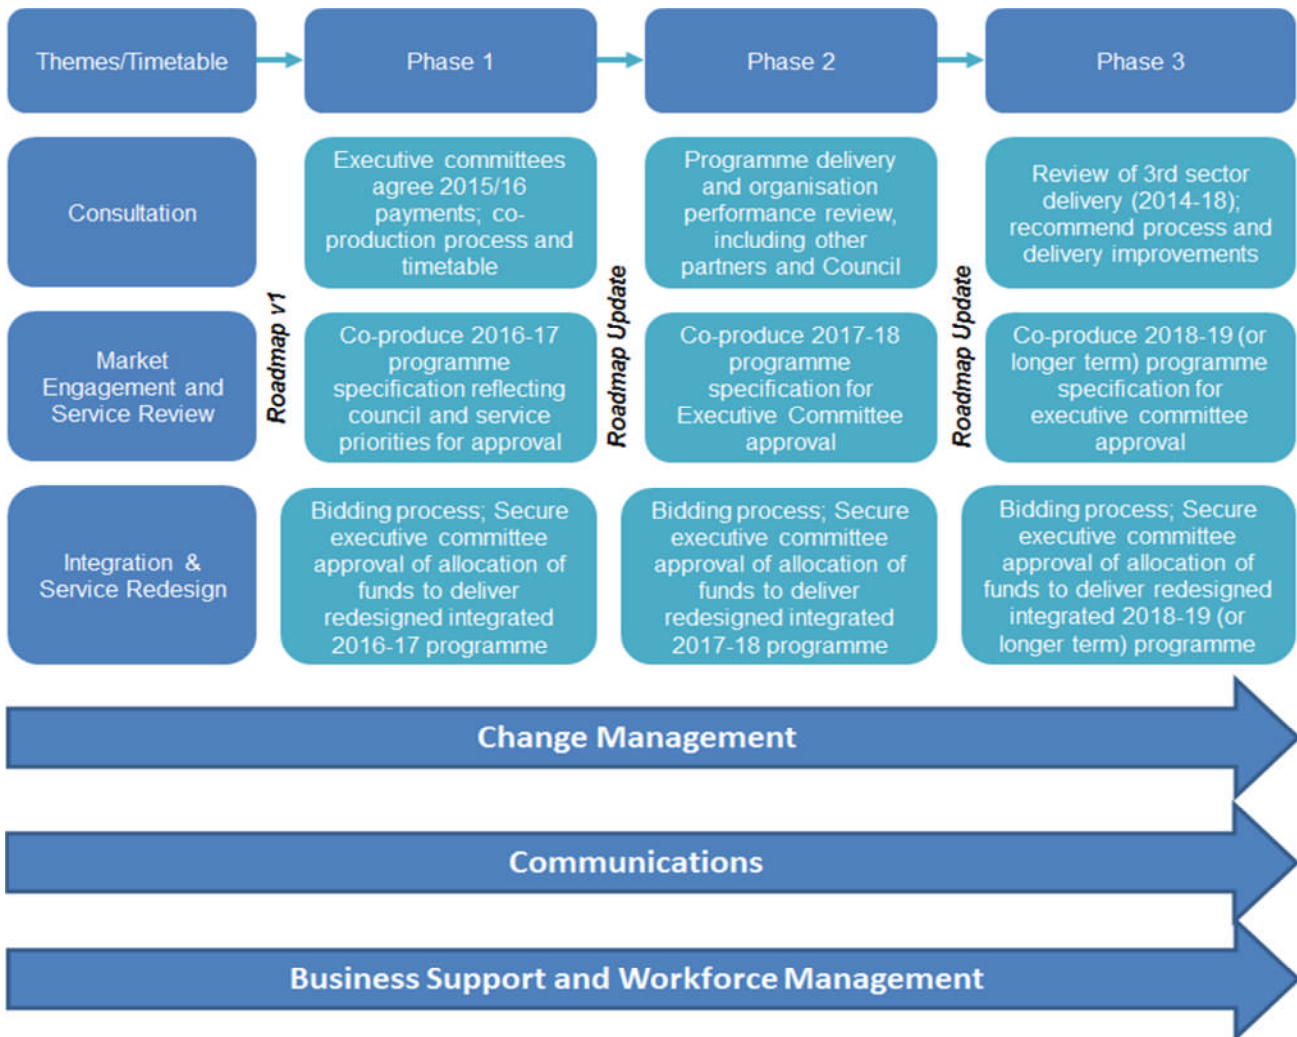 Themes/Timetable
Phase 1
Phase 2
Phase 3
Consultation
Executive committees
agree 2015/16
payments; co-
production process and
timetable
Programme delivery
and organisation
performance review,
including other
partners and Council
Review of 3rd sector
delivery (2014-18);
recommend process and
delivery improvements
Roadmap v1
Roadmap Update
Roadmap Update
Market
Engagement and
Service Review
Co-produce 2016-17
programme
specification reflecting
council and service
priorities for approval
Co-produce 2017-18
programme
specification for
Executive Committee
approval
Co-produce 2018-19 (or
longer term) programme
specification for
executive committee
approval
Integration &
Service Redesign
Bidding process; Secure
executive committee
approval of allocation of
funds to deliver
redesigned integrated
2016-17 programme
Bidding process; Secure
executive committee
approval of allocation of
funds to deliver
redesigned integrated
2017-18 programme
Bidding process; Secure
executive committee
approval of allocation of
funds to deliver redesigned
integrated 2018-19 (or
longer term) programme
Change Management
Communications
Business Support and Workforce Management